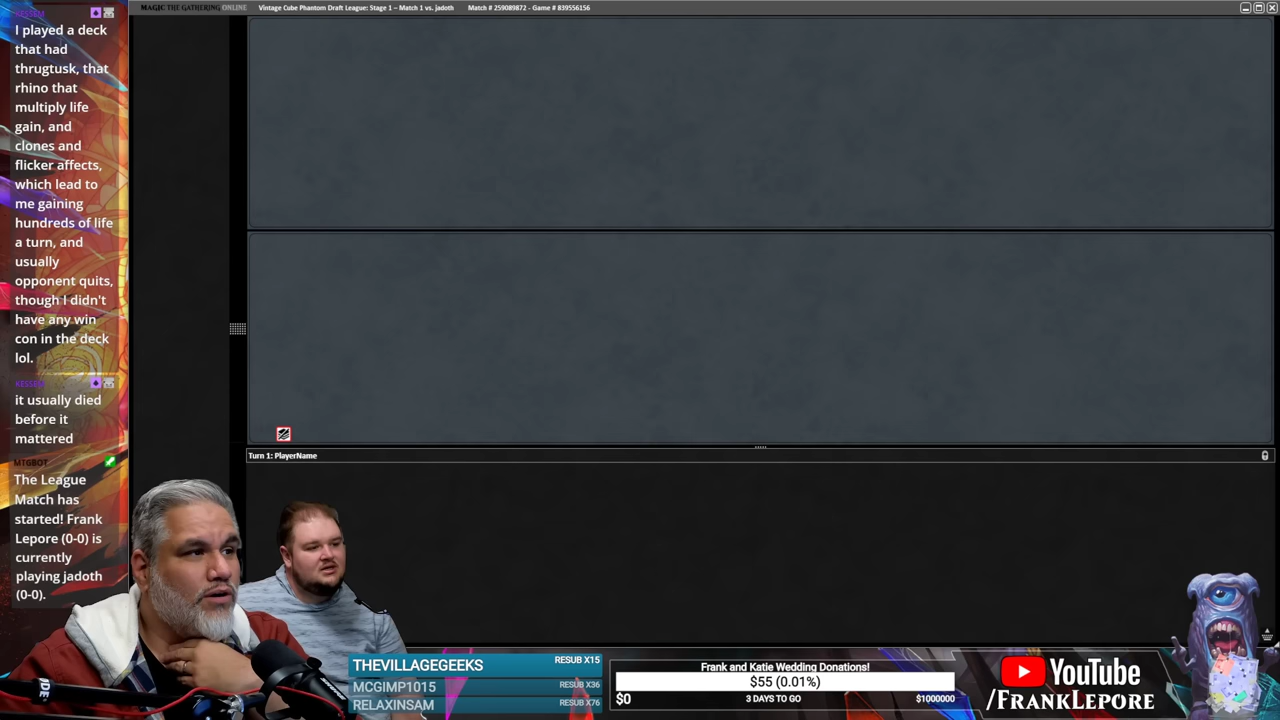 MAGIC: THE GATHERING ONLINE
Vintage Cube Phantom Draft League: Stage 1 – Match 1 vs. jadoth
Match # 259089872 - Game # 839556156
KESSEM
I played a deck
that had
thrugtusk, that
rhino that
multiply life
gain, and
clones and
flicker affects,
which lead to
me gaining
hundreds of life
a turn, and
usually
opponent quits,
though I didn't
have any win
con in the deck
lol.
KESSEM
it usually died
before it
mattered
MTGBOT
The League
Match has
started! Frank
Lepore (0-0) is
currently
playing jadoth
(0-0).
Turn 1: PlayerName
THEVILLAGEGEEKS
RESUB X15
MCGIMP1015
RESUB X36
RELAXINSAM
RESUB X76
Frank and Katie Wedding Donations!
$55 (0.01%)
$0
3 DAYS TO GO
$1000000
YouTube
/FRANKLEPORE